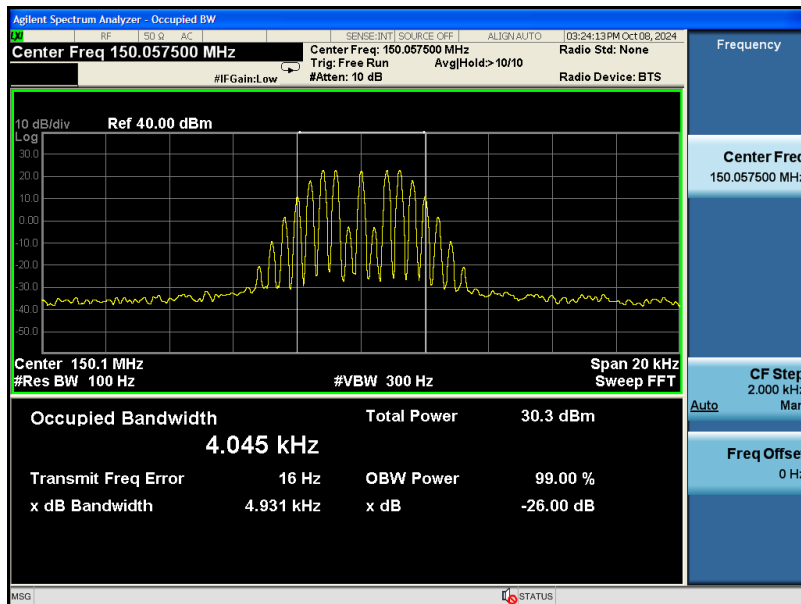 Agilent Spectrum Analyzer - Occupied BW
LXI RF 50 Ω AC SENSE:INT SOURCE OFF ALIGN AUTO 03:24:13 PM Oct 08, 2024
Center Freq 150.057500 MHz
Center Freq: 150.057500 MHz
Radio Std: None
Trig: Free Run Avg|Hold:> 10/10
#IFGain:Low
#Atten: 10 dB
Radio Device: BTS
10 dB/div Ref 40.00 dBm
Log
30.0
20.0
10.0
0.00
-10.0
-20.0
-30.0
-40.0
-50.0
Center 150.1 MHz Span 20 kHz
#Res BW 100 Hz #VBW 300 Hz Sweep FFT
Occupied Bandwidth Total Power 30.3 dBm
4.045 kHz
Transmit Freq Error 16 Hz OBW Power 99.00 %
x dB Bandwidth 4.931 kHz x dB -26.00 dB
Frequency
Center Freq
150.057500 MHz
CF Step
2.000 kHz
Auto Man
Freq Offset
0 Hz
MSG STATUS